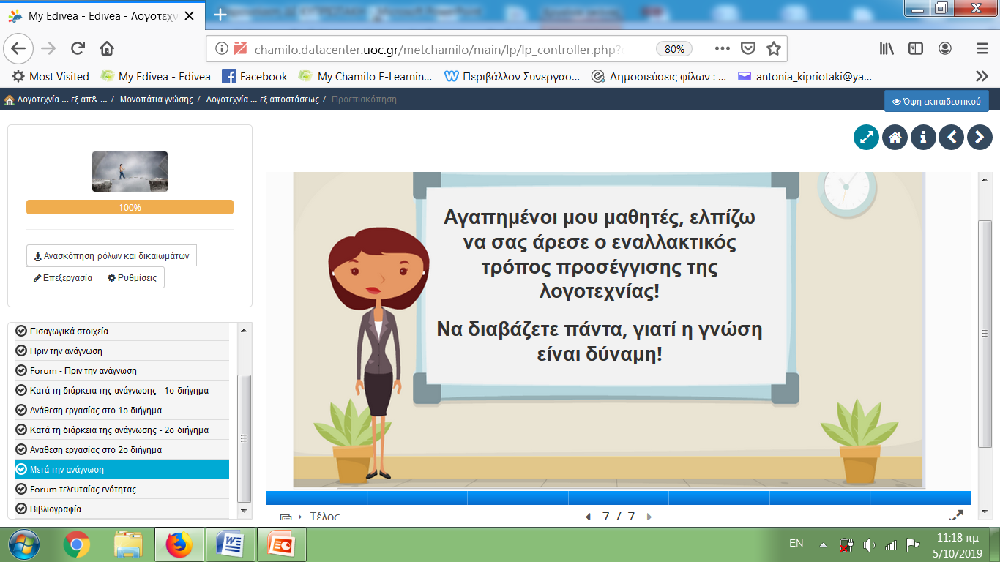 My Edivea - Edivea - Λογοτεχν
chamilo.datacenter.uoc.gr/metchamilo/main/lp/lp_controller.php?
80%
Most Visited
My Edivea - Edivea
Facebook
My Chamilo E-Learnin...
Περιβάλλον Συνεργασ...
Δημοσιεύσεις φίλων : ...
antonia_kipriotaki@ya...
Λογοτεχνία ... εξ απ& ... / Μονοπάτια γνώσης / Λογοτεχνία ... εξ αποστάσεως / Προεπισκόπηση
Όψη εκπαιδευτικού
100%
Ανασκόπηση ρόλων και δικαιωμάτων
Επεξεργασία
Ρυθμίσεις
Εισαγωγικά στοιχεία
Πριν την ανάγνωση
Forum - Πριν την ανάγνωση
Κατά τη διάρκεια της ανάγνωσης - 1ο διήγημα
Ανάθεση εργασίας στο 1ο διήγημα
Κατά τη διάρκεια της ανάγνωσης - 2ο διήγημα
Αναθεση εργασίας στο 2ο διήγημα
Μετά την ανάγνωση
Forum τελευταίας ενότητας
Βιβλιογραφία
Αγαπημένοι μου μαθητές, ελπίζω
να σας άρεσε ο εναλλακτικός
τρόπος προσέγγισης της
λογοτεχνίας!
Να διαβάζετε πάντα, γιατί η γνώση
είναι δύναμη!
Τέλος
7 / 7
EN
11:18 πμ
5/10/2019